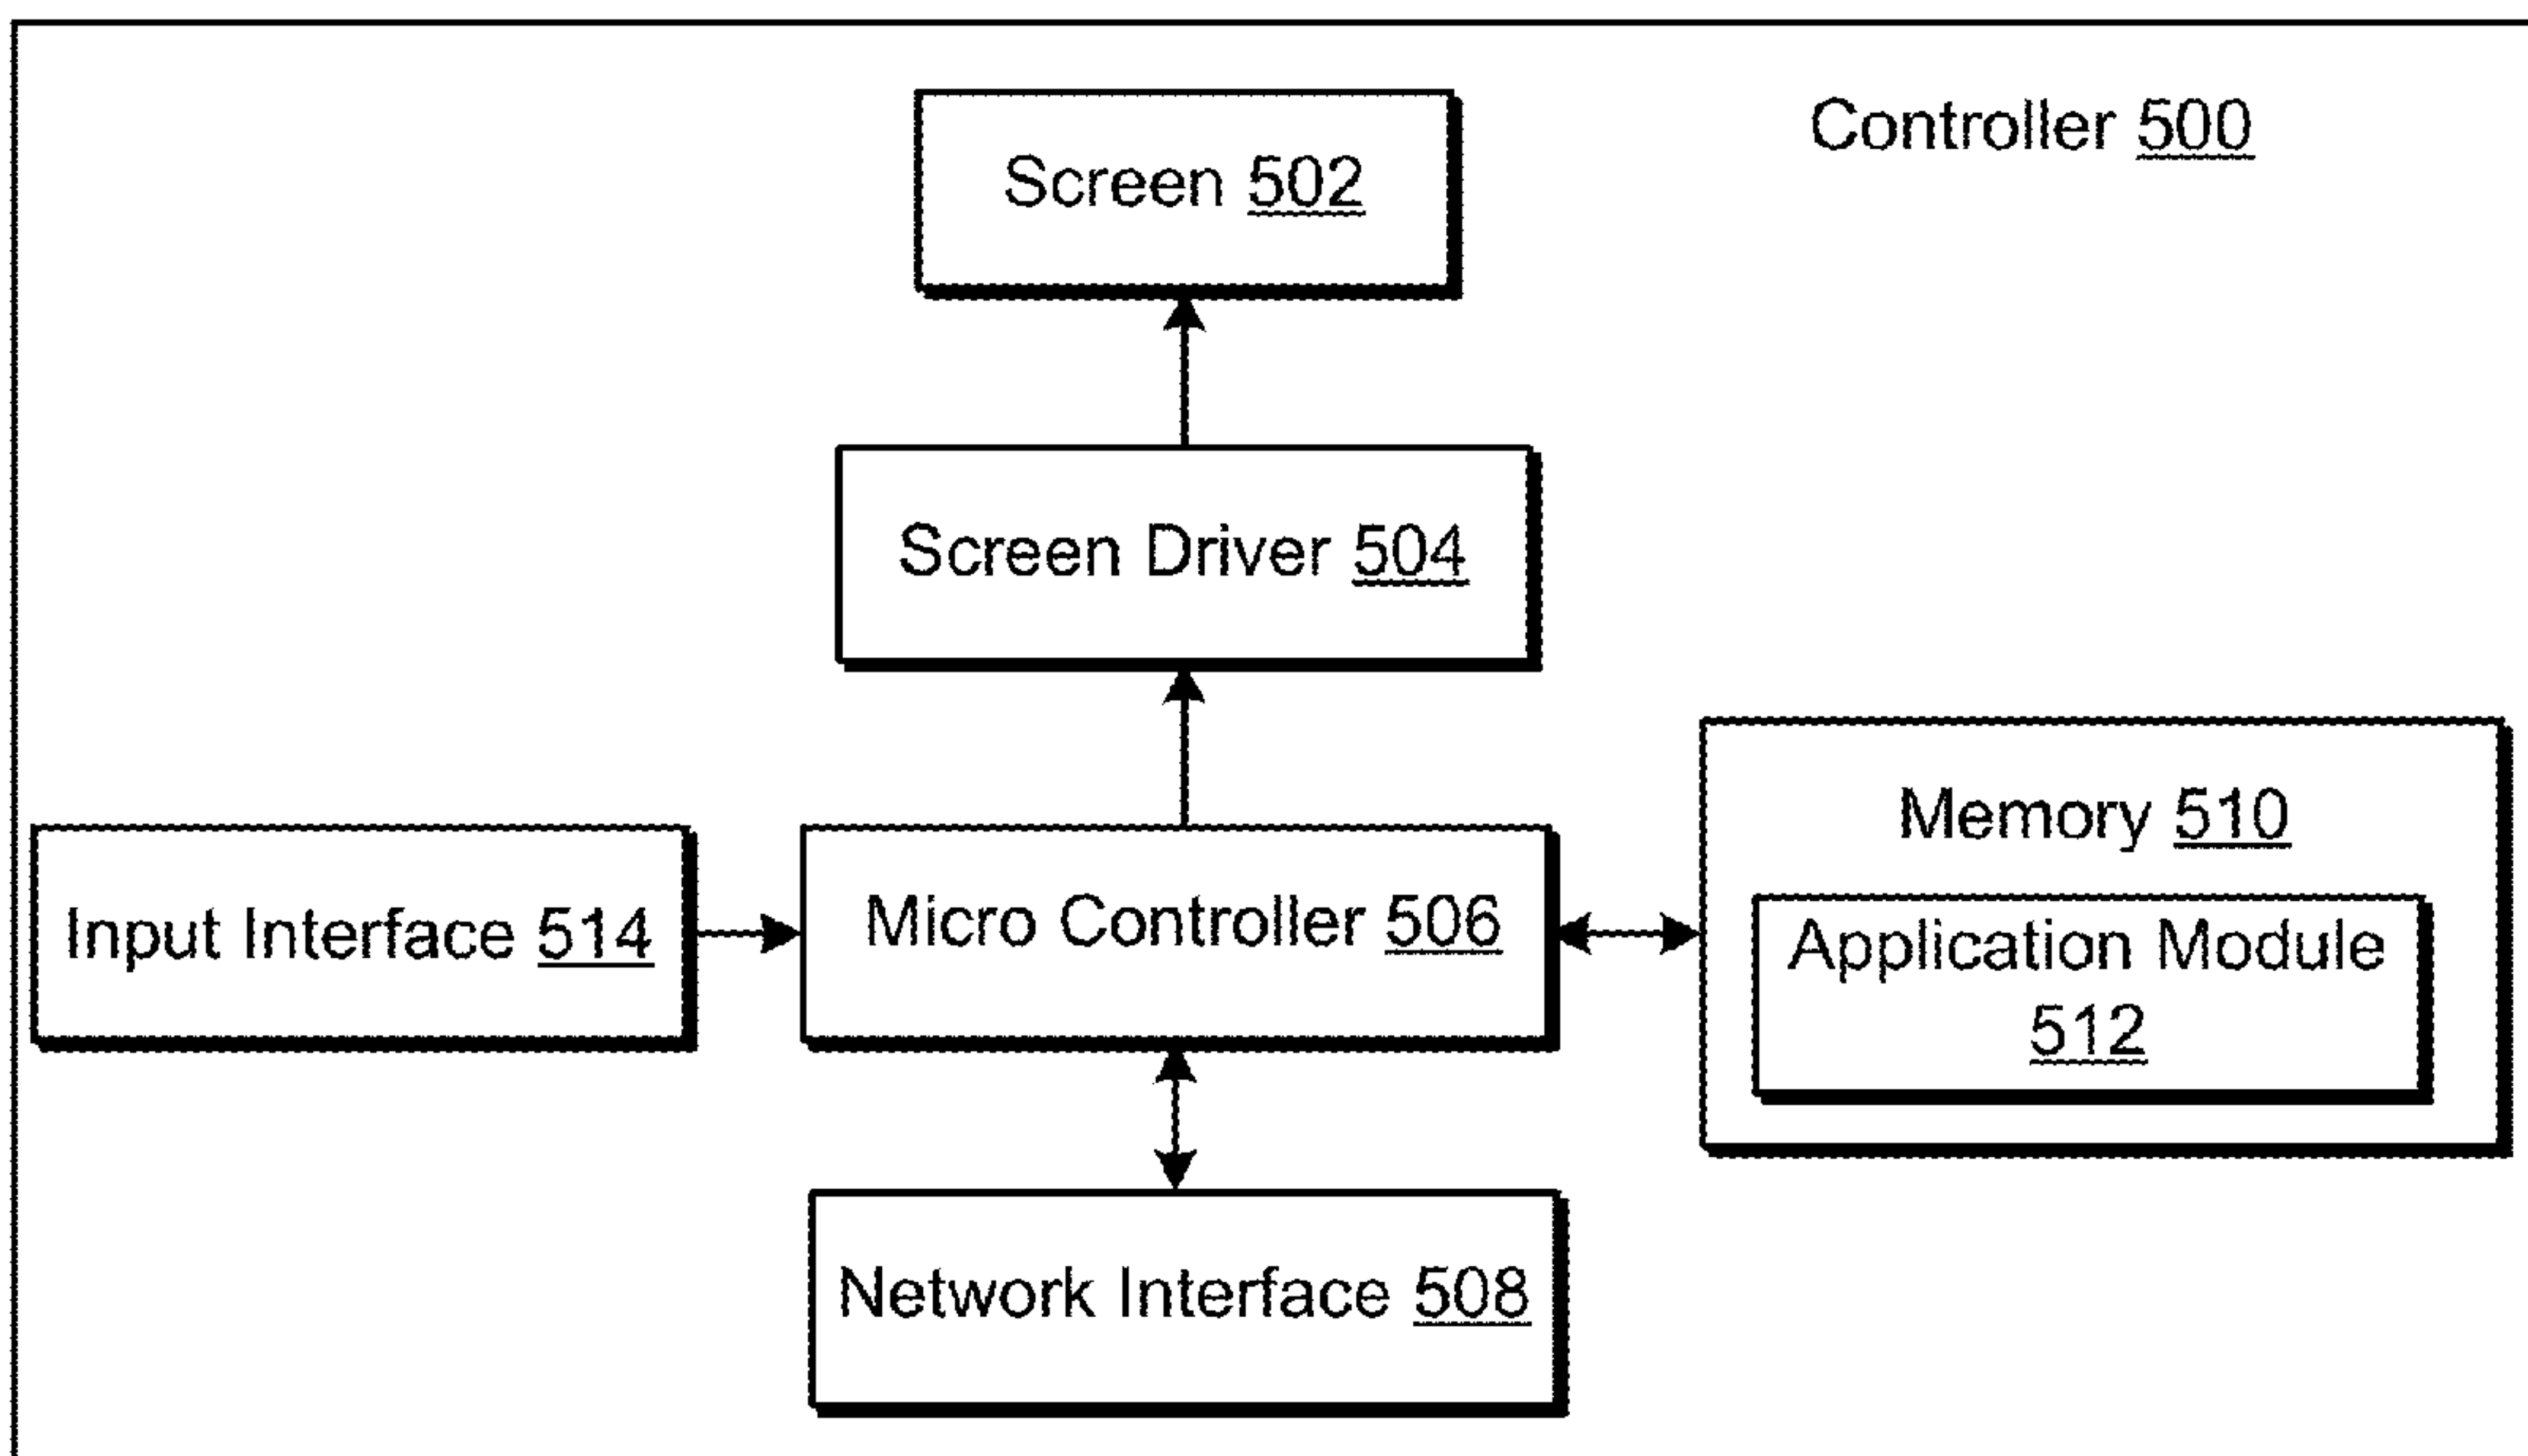 Controller 500
Screen 502
Screen Driver 504
Memory 510
Input Interface 514
Micro Controller 506
Application Module
512
Network Interface 508